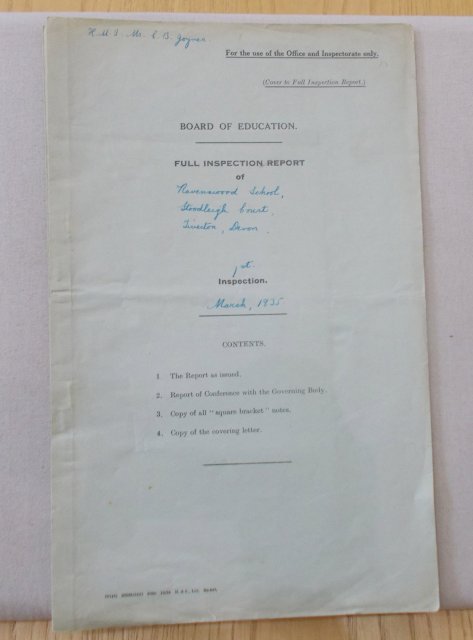 H.M.I. Mr. C. B. Joyner.
For the use of the Office and Inspectorate only.
(Cover to Full Inspection Report.)
BOARD OF EDUCATION.
FULL INSPECTION REPORT
of
Ravenswood School,
Stoodleigh Court,
Tiverton, Devon.
1st.
Inspection.
March, 1935
CONTENTS.
1. The Report as issued.
2. Report of Conference with the Governing Body.
3. Copy of all "square bracket" notes.
4. Copy of the covering letter.